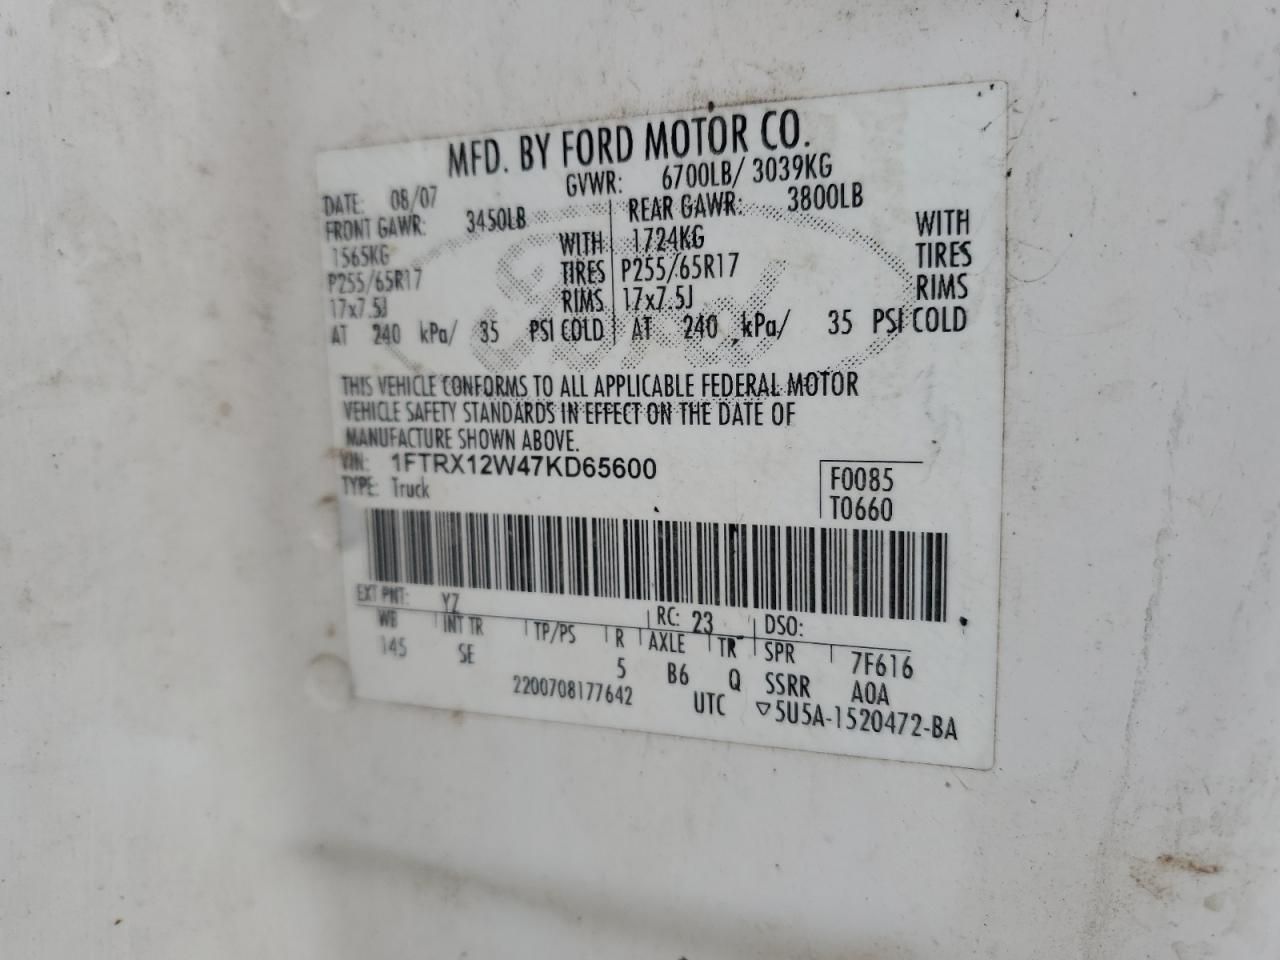 MFD. BY FORD MOTOR CO.
DATE: 08/07 GVWR: 6700LB/ 3039KG
FRONT GAWR: 3450LB REAR GAWR: 3800LB
1565KG WITH 1724KG WITH
P255/65R17 TIRES P255/65R17 TIRES
17x7.5J RIMS 17x7.5J RIMS
AT 240 kPa/ 35 PSI COLD AT 240 kPa/ 35 PSI COLD
THIS VEHICLE CONFORMS TO ALL APPLICABLE FEDERAL MOTOR
VEHICLE SAFETY STANDARDS IN EFFECT ON THE DATE OF
MANUFACTURE SHOWN ABOVE.
VIN: 1FTRX12W47KD65600 F0085
TYPE: Truck T0660
EXT PNT: YZ RC: 23 DSO:
WB INT TR TP/PS R AXLE TR SPR 7F616
145 SE 5 B6 Q SSRR A0A
2200708177642 UTC ▽5U5A-1520472-BA
Ford